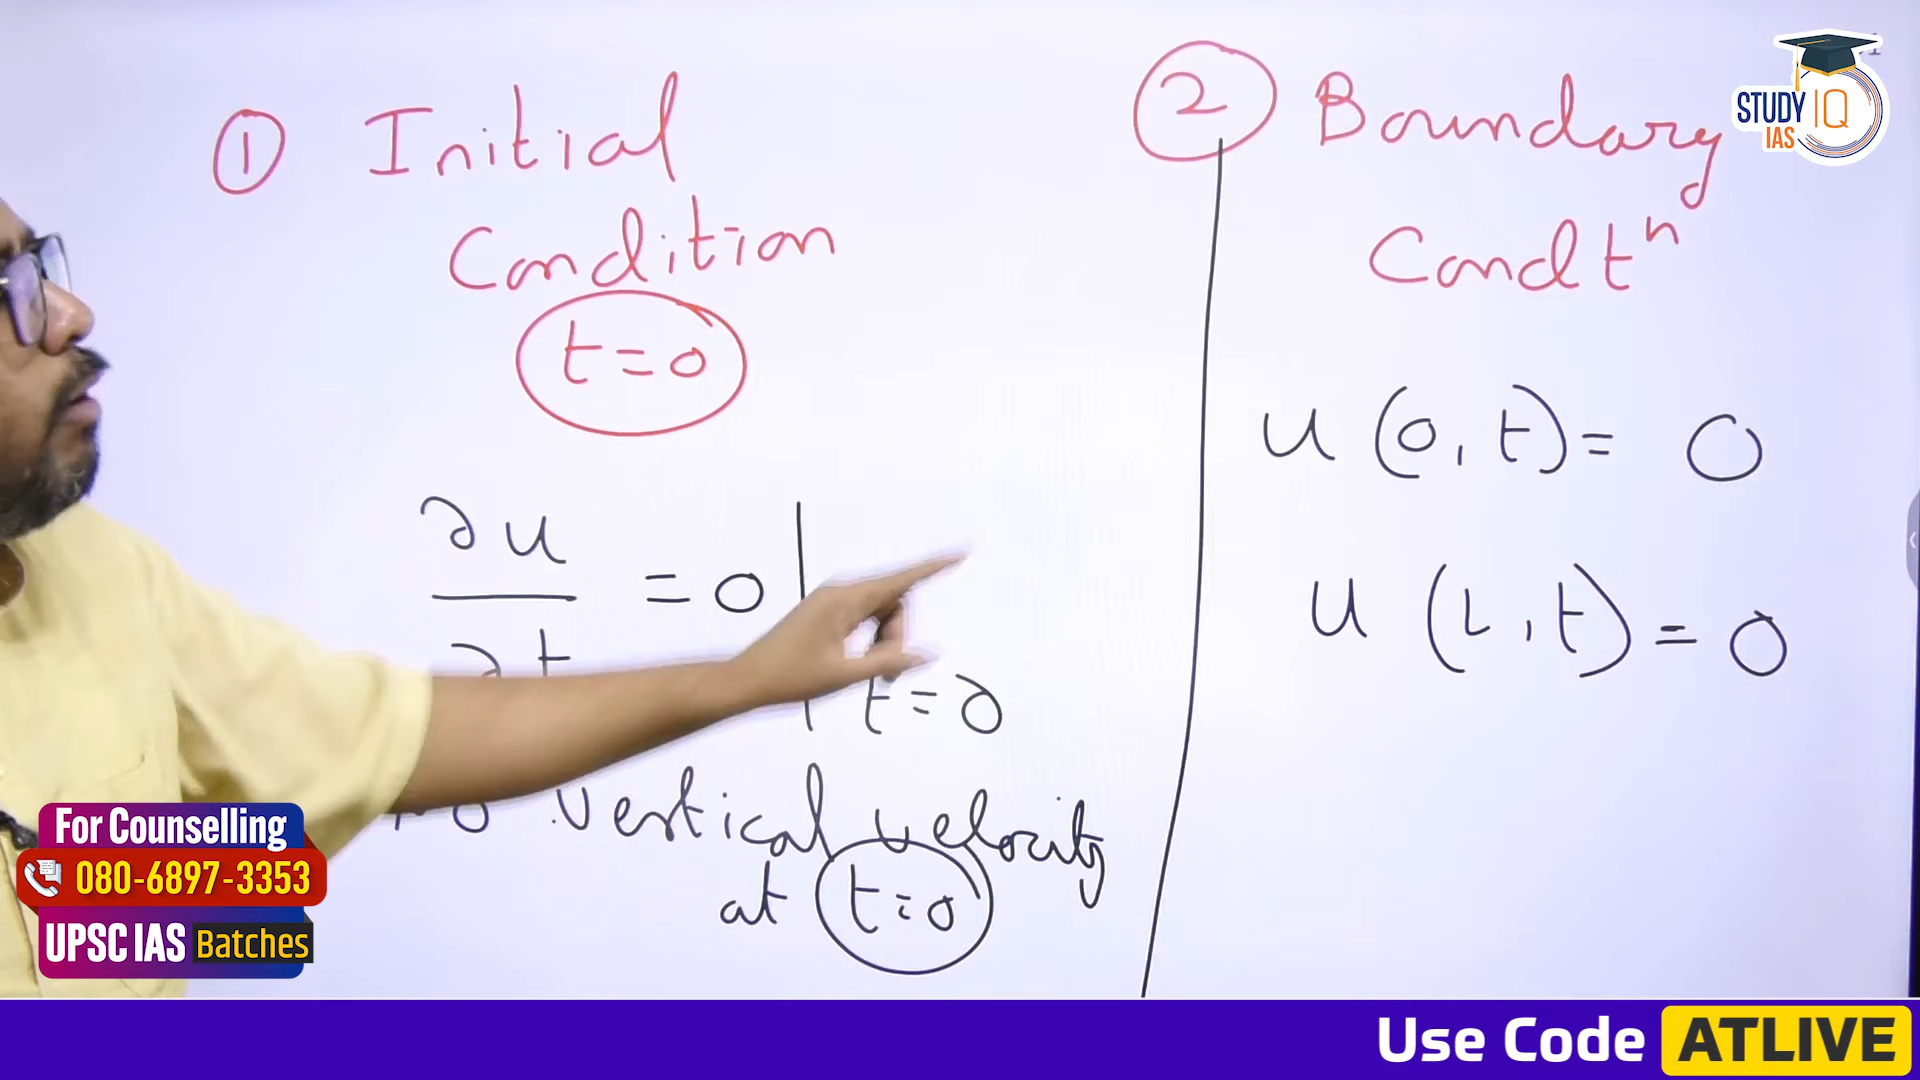 ① Initial
Condition
t=0
∂u
= 0
∂t
t=0
No vertical velocity
at t=0
② Boundary
Condtⁿ
u (0, t) = 0
u (L, t) = 0
STUDY IQ
IAS
For Counselling
080-6897-3353
UPSC IAS Batches
Use Code ATLIVE